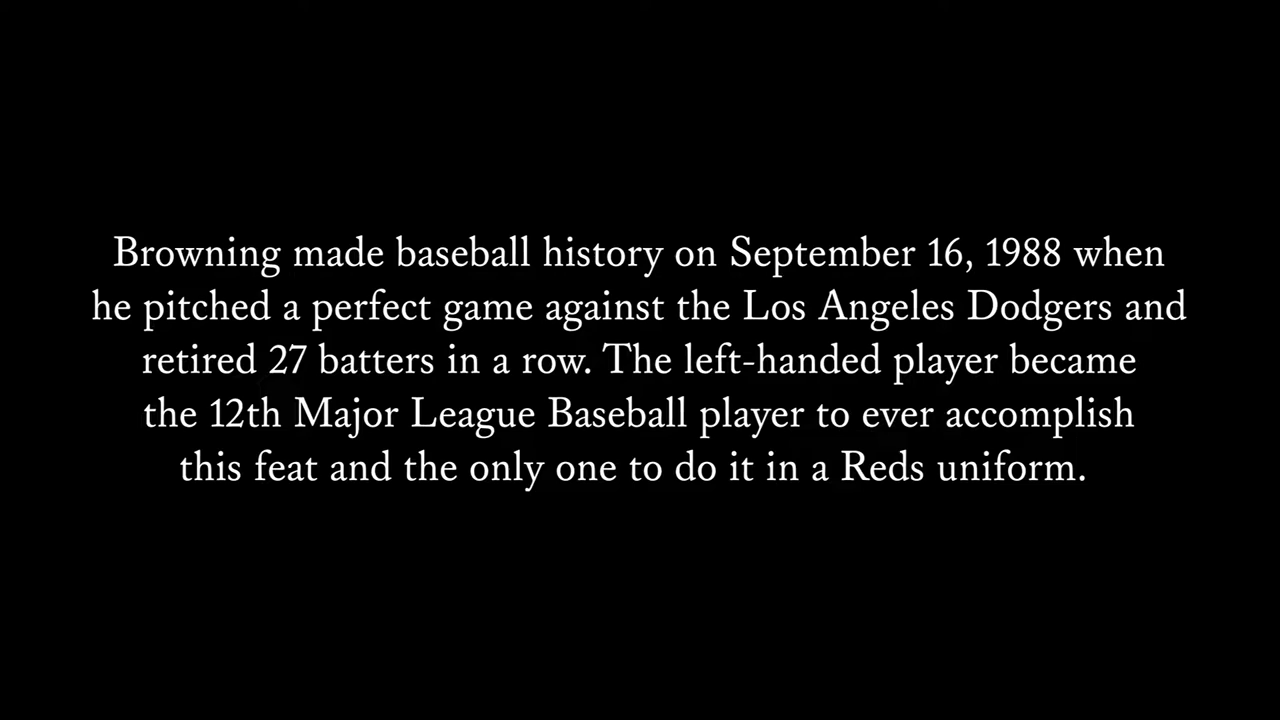 Browning made baseball history on September 16, 1988 when
he pitched a perfect game against the Los Angeles Dodgers and
retired 27 batters in a row. The left-handed player became
the 12th Major League Baseball player to ever accomplish
this feat and the only one to do it in a Reds uniform.